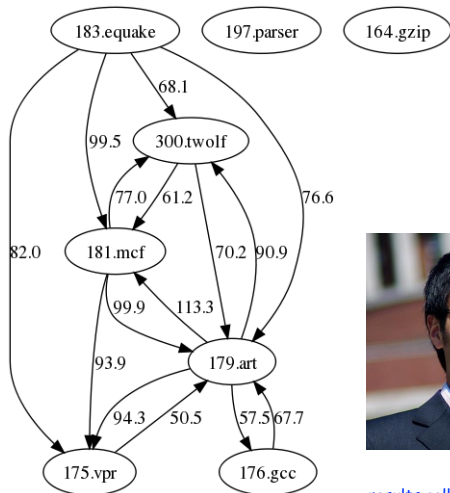 183.equake 197.parser 164.gzip
68.1
99.5 300.twolf
77.0 61.2 76.6
82.0 181.mcf 70.2 90.9
99.9 113.3
93.9 179.art
94.3 50.5 57.5 67.7
175.vpr 176.gcc